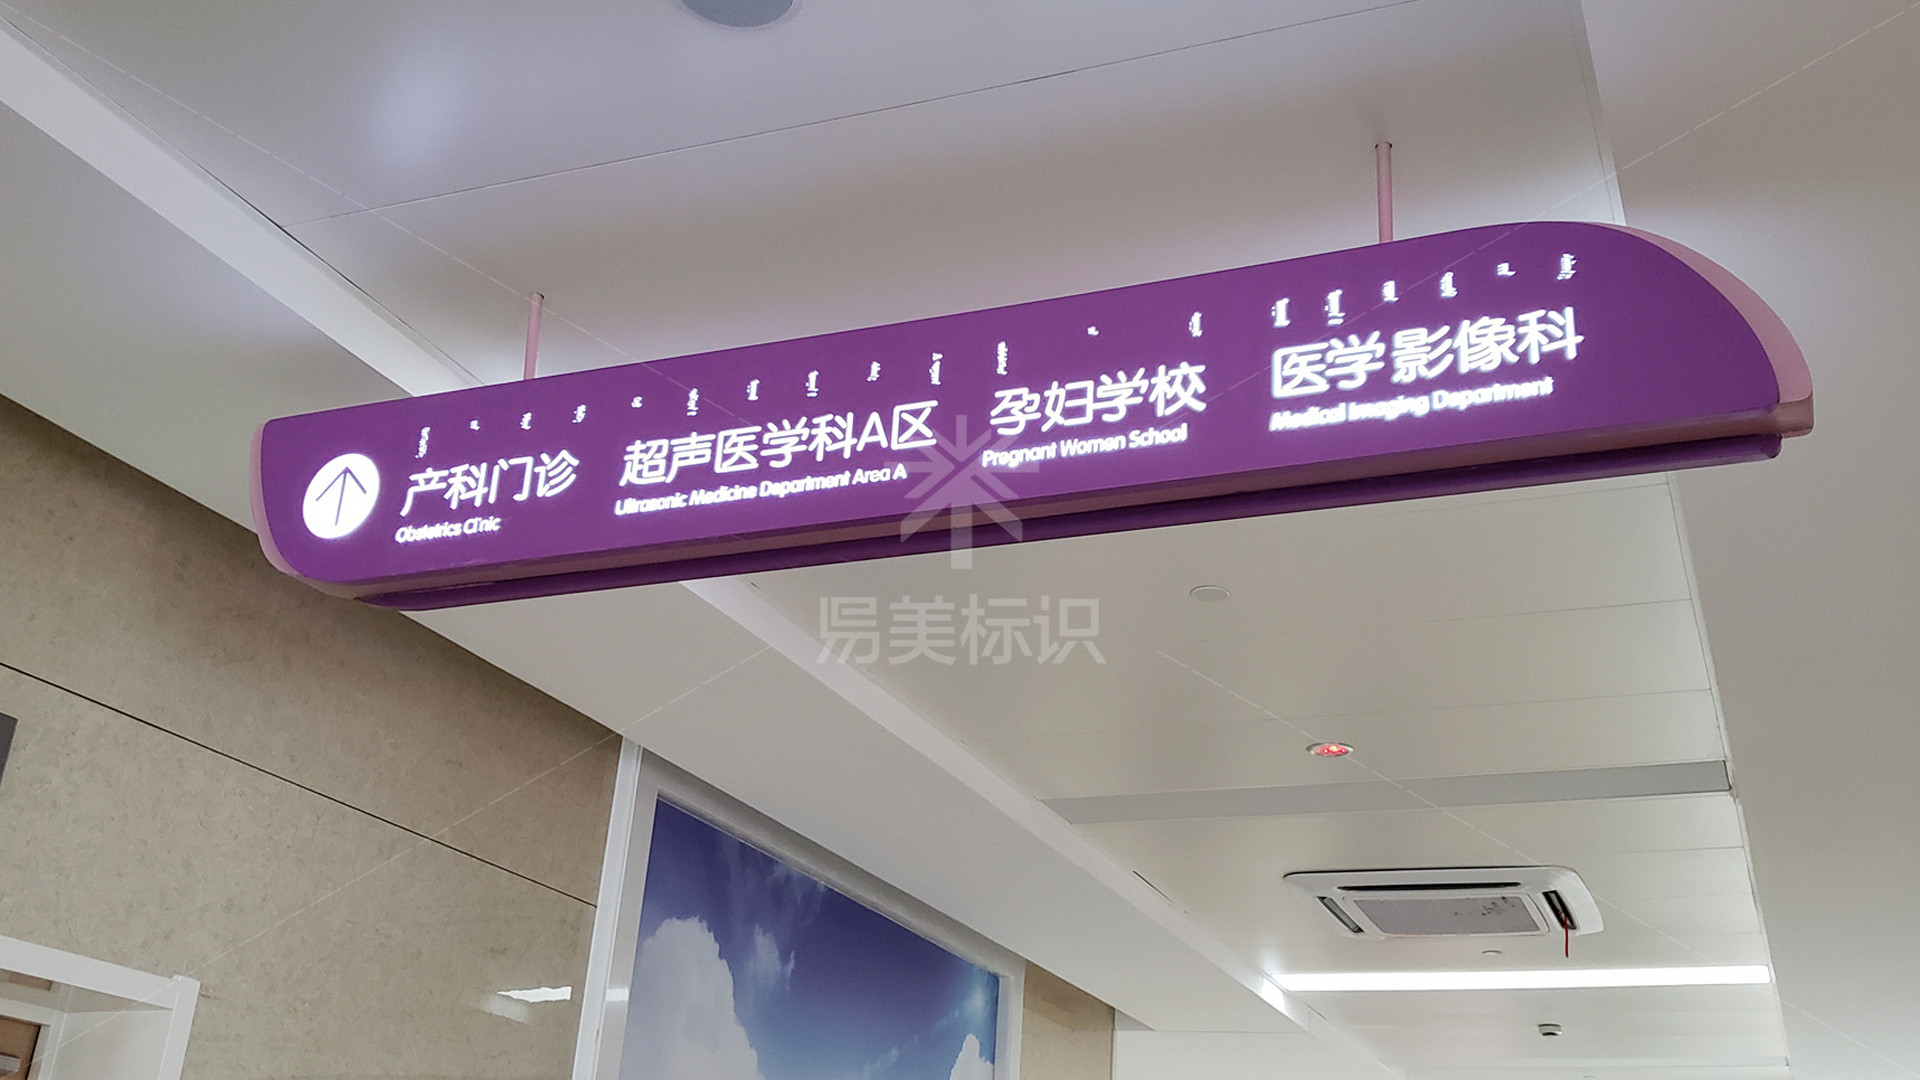 产科门诊
Obstetrics Clinic
超声医学科A区
Ultrasonic Medicine Department Area A
孕妇学校
Pregnant Women School
医学影像科
Medical Imaging Department
易美标识